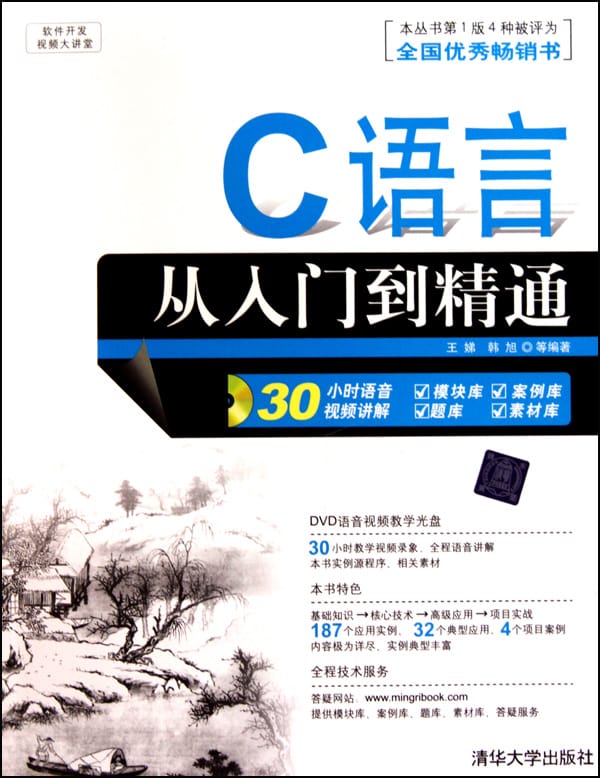 软件开发
视频大讲堂
本丛书第1版4种被评为
全国优秀畅销书
C语言
从入门到精通
王娣 韩旭◎等编著
30 小时语音 视频讲解
☑模块库 ☑案例库
☑题库 ☑素材库
DVD语音视频教学光盘
30小时教学视频录象、全程语音讲解
本书实例源程序、相关素材
本书特色
基础知识→核心技术→高级应用→项目实战
187个应用实例、32个典型应用、4个项目案例
内容极为详尽、实例典型丰富
全程技术服务
答疑网站：www.mingribook.com
提供模块库、案例库、题库、素材库、答疑服务
清华大学出版社